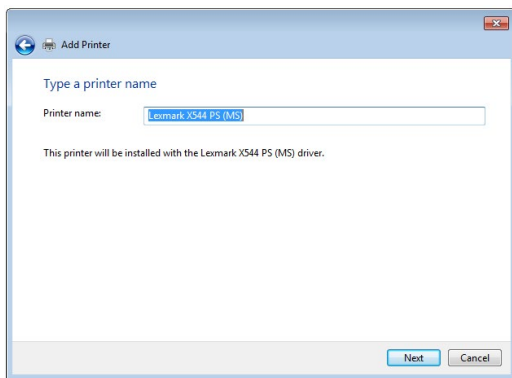 Add Printer
Type a printer name
Printer name: Lexmark X544 PS (MS)
This printer will be installed with the Lexmark X544 PS (MS) driver.
Next Cancel